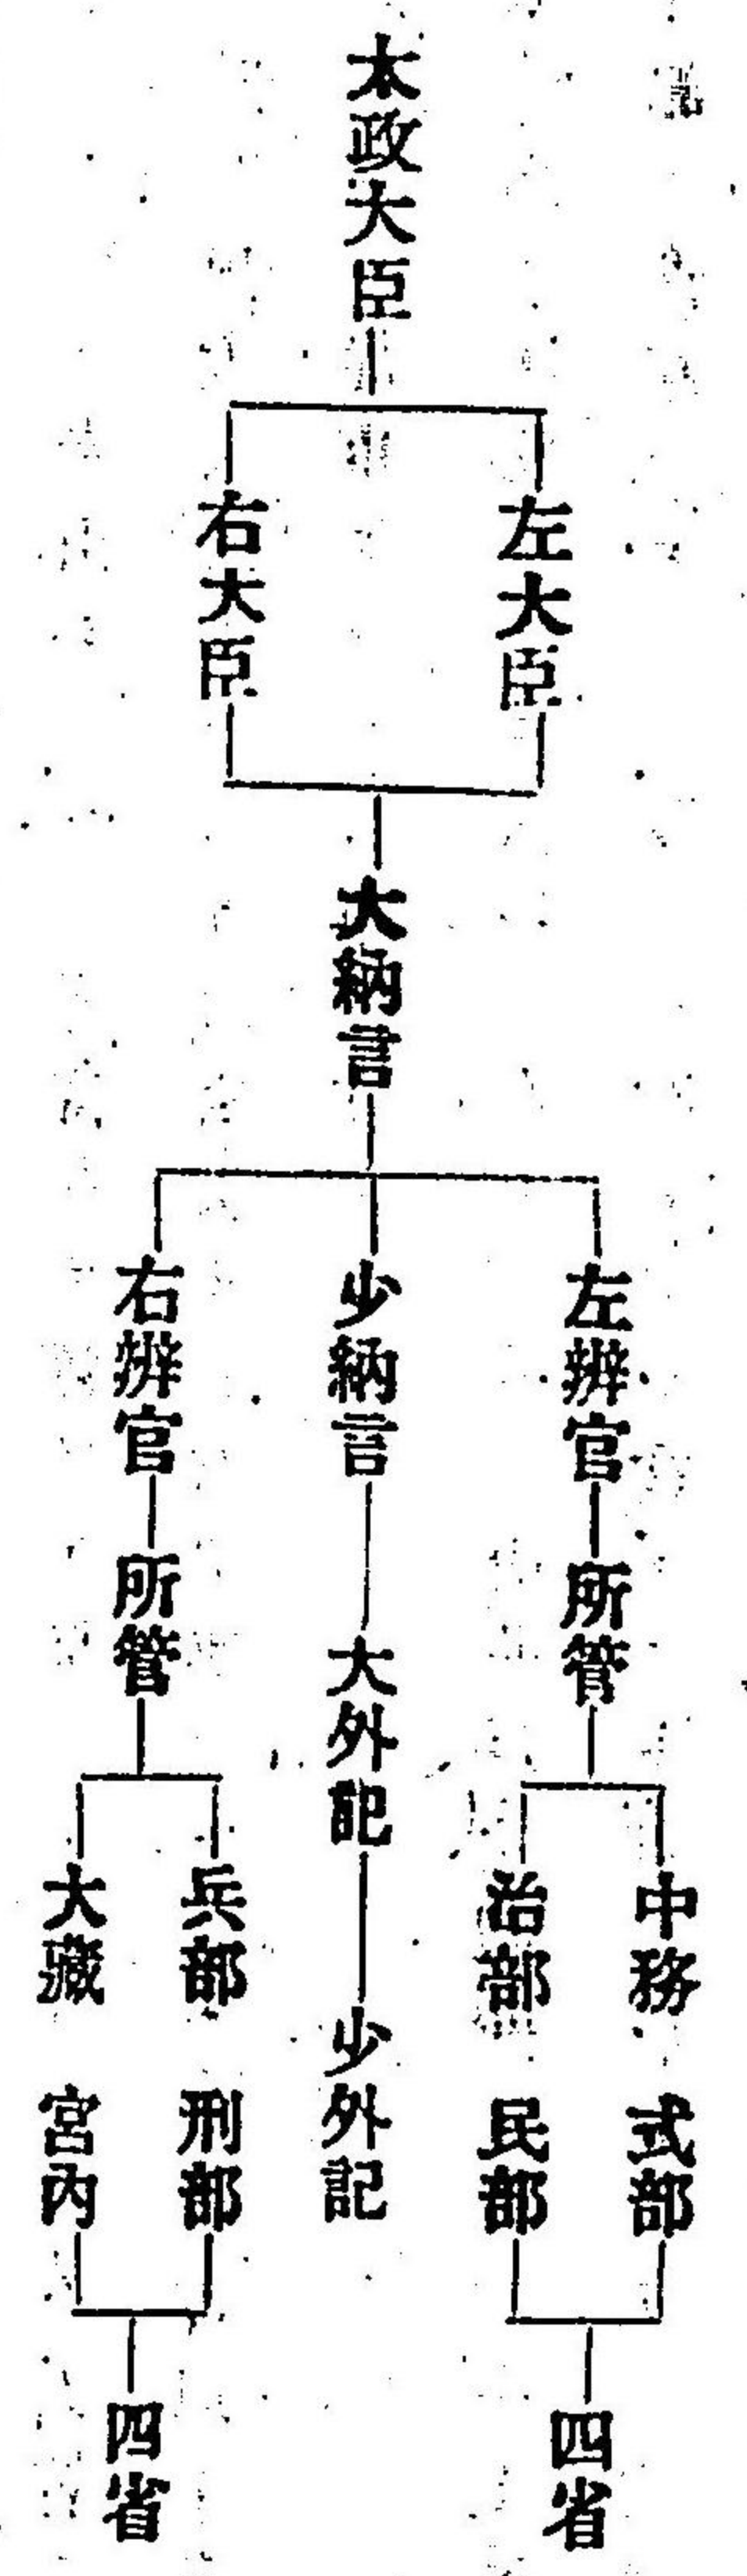 太政大臣
左大臣
右大臣
大納言
左辨官
所管
中務 式部
治部 民部
四省
少納言
大外記
少外記
右辨官
所管
兵部 刑部
大藏 宮內
四省